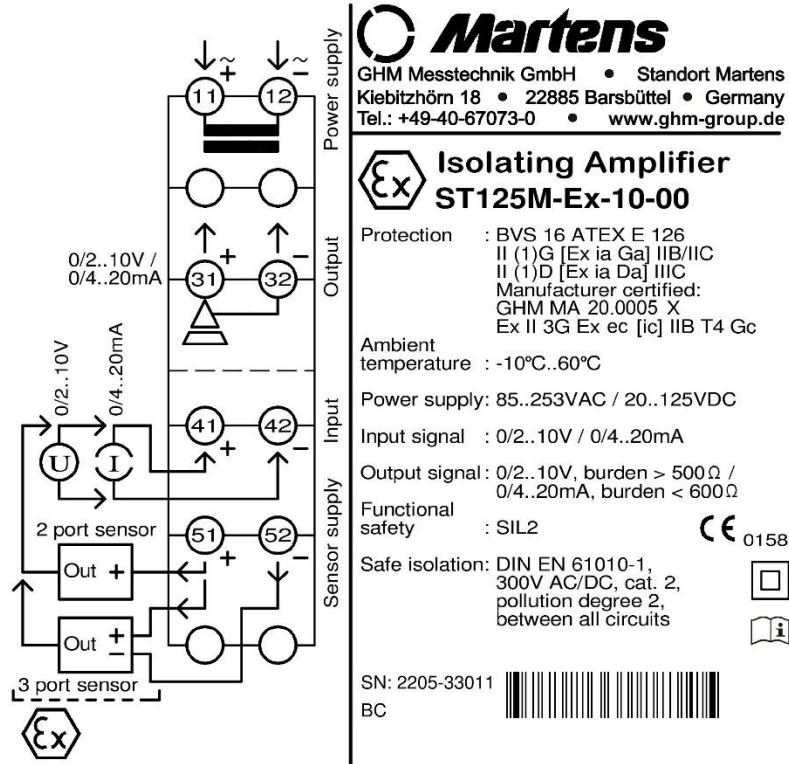 ~ ~
+ −
11 12
Power supply
+ −
31 32
0/2..10V /
0/4..20mA
Output
0/2..10V
0/4..20mA
41 42
+ −
Input
U I
51 52
+ −
Sensor supply
2 port sensor
Out +
Out +
−
3 port sensor
Ex
Martens
GHM Messtechnik GmbH • Standort Martens
Kiebitzhörn 18 • 22885 Barsbüttel • Germany
Tel.: +49-40-67073-0 • www.ghm-group.de
Ex
Isolating Amplifier
ST125M-Ex-10-00
Protection : BVS 16 ATEX E 126
II (1)G [Ex ia Ga] IIB/IIC
II (1)D [Ex ia Da] IIIC
Manufacturer certified:
GHM MA 20.0005 X
Ex II 3G Ex ec [ic] IIB T4 Gc
Ambient
temperature : -10°C..60°C
Power supply: 85..253VAC / 20..125VDC
Input signal : 0/2..10V / 0/4..20mA
Output signal: 0/2..10V, burden > 500Ω /
0/4..20mA, burden < 600Ω
Functional
safety : SIL2
CE 0158
Safe isolation: DIN EN 61010-1,
300V AC/DC, cat. 2,
pollution degree 2,
between all circuits
i
SN: 2205-33011
BC